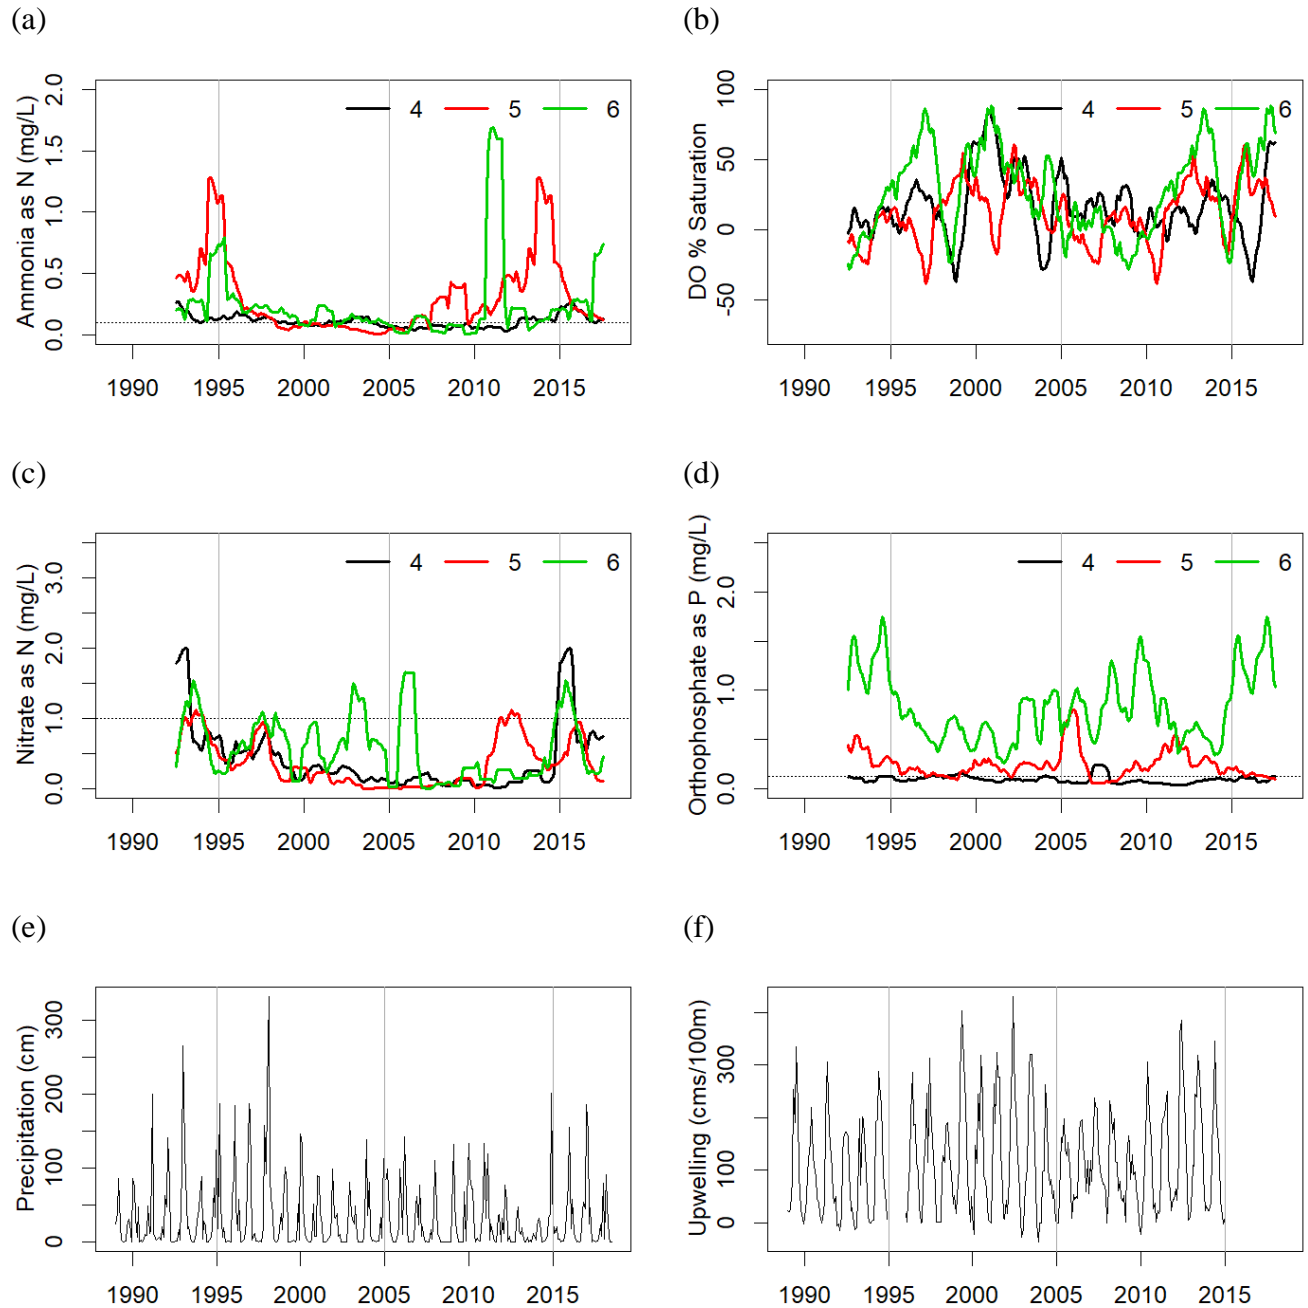 (a)
Ammonia as N (mg/L)
0.0 0.5 1.0 1.5 2.0
4 5 6
1990 1995 2000 2005 2010 2015
(b)
DO % Saturation
-50 0 50 100
4 5 6
1990 1995 2000 2005 2010 2015
(c)
Nitrate as N (mg/L)
0.0 1.0 2.0 3.0
4 5 6
1990 1995 2000 2005 2010 2015
(d)
Orthophosphate as P (mg/L)
0.0 1.0 2.0
4 5 6
1990 1995 2000 2005 2010 2015
(e)
Precipitation (cm)
0 100 200 300
1990 1995 2000 2005 2010 2015
(f)
Upwelling (cms/100m)
0 100 300
1990 1995 2000 2005 2010 2015